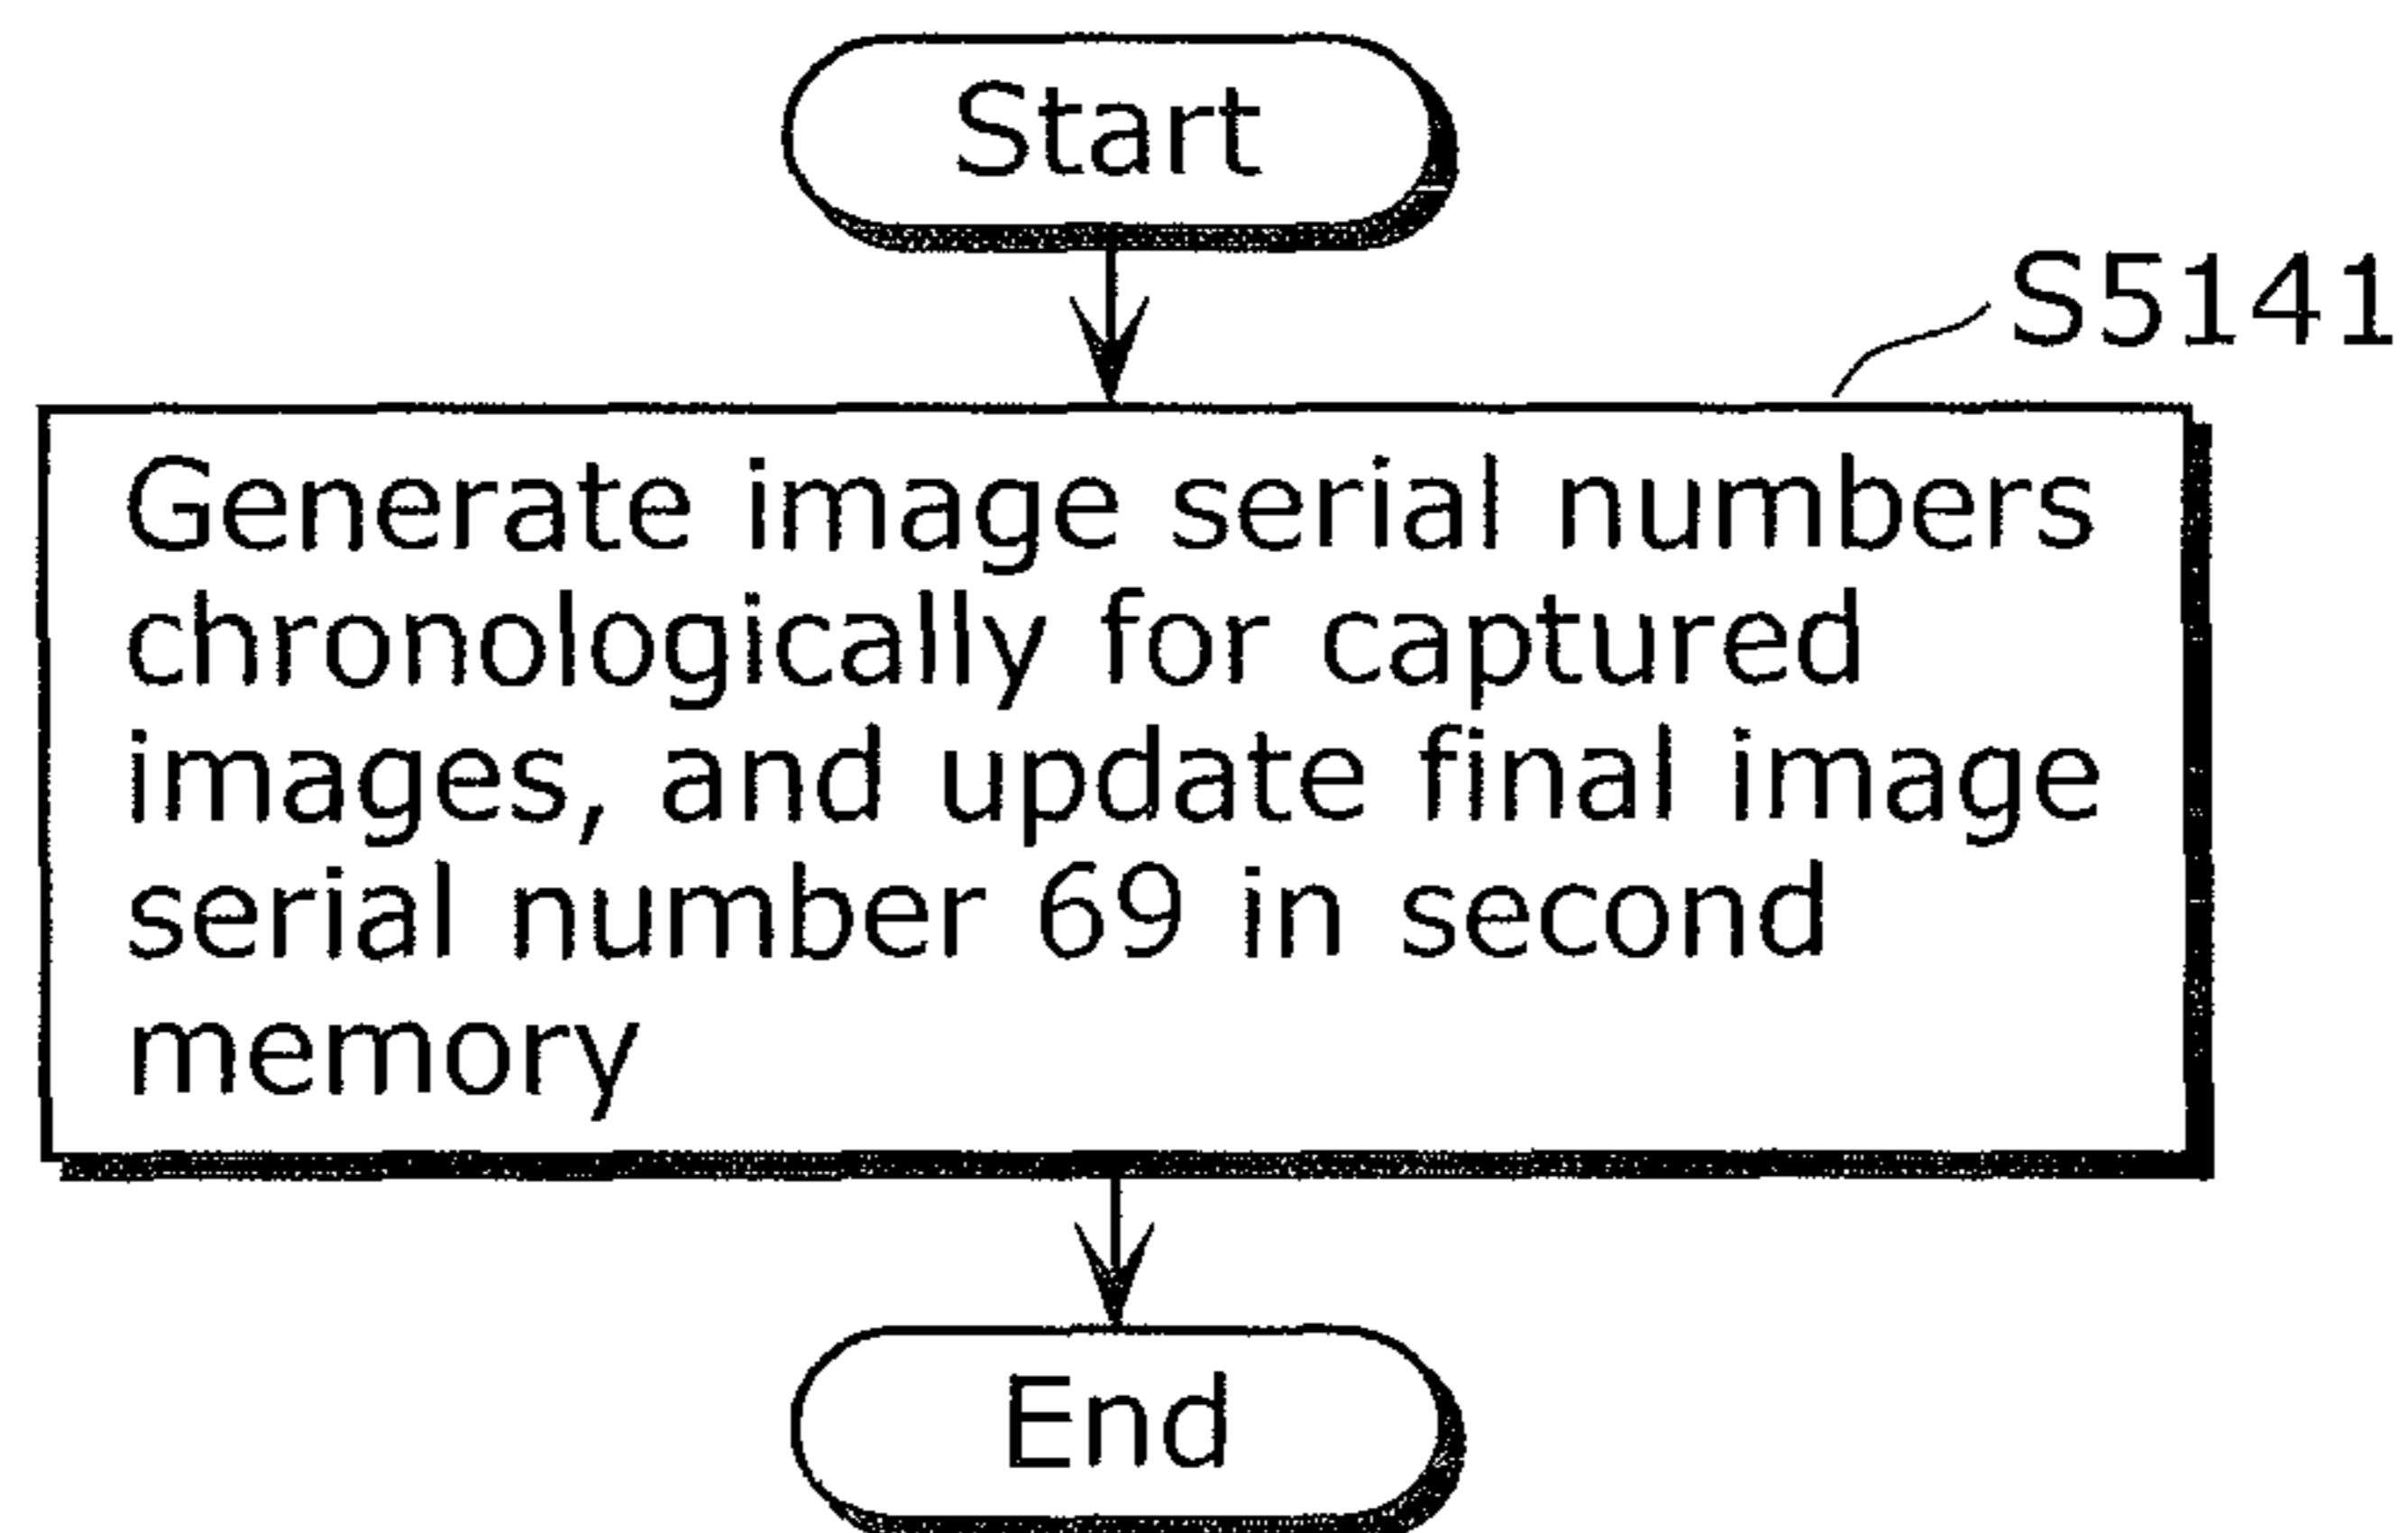 Start
S5141
Generate image serial numbers
chronologically for captured
images, and update final image
serial number 69 in second
memory
End